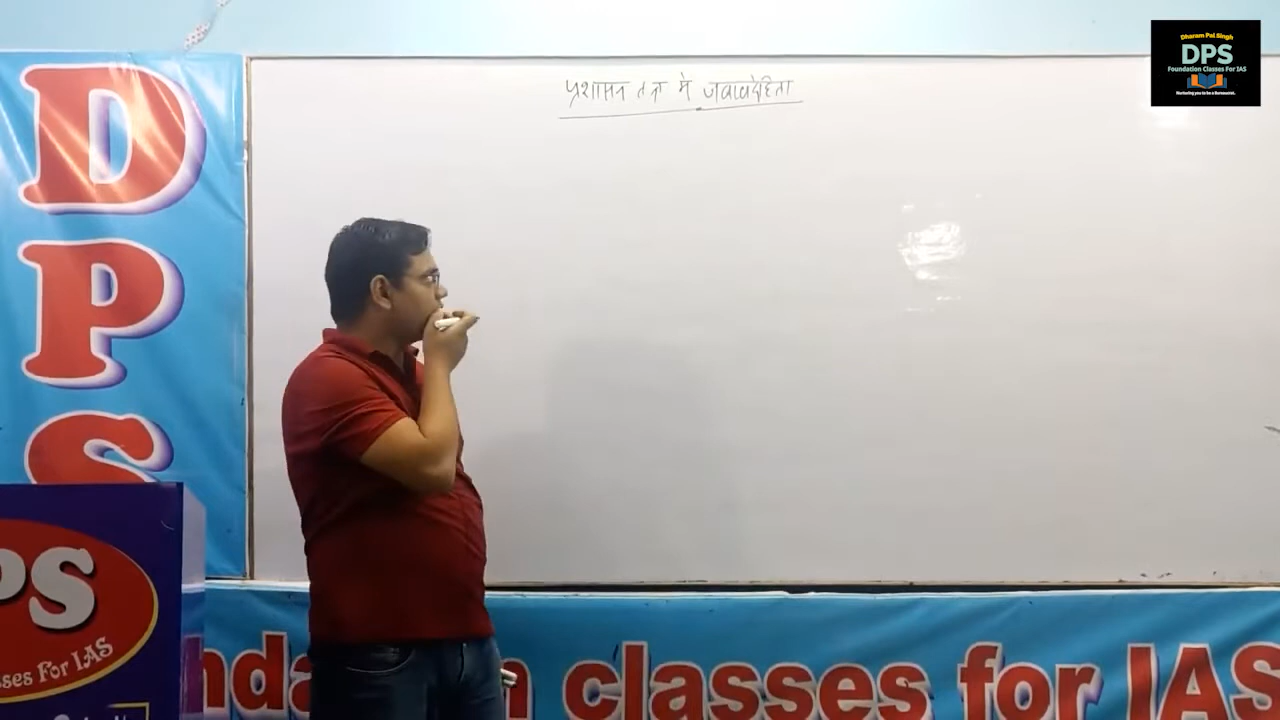 Dharam Pal Singh
DPS
Foundation Classes For IAS
Nurturing you to be a Bureaucrat.
प्रशासन तन्त्र में जवाबदेहिता
D
P
S
PS
sses For IAS
nda n classes for IAS